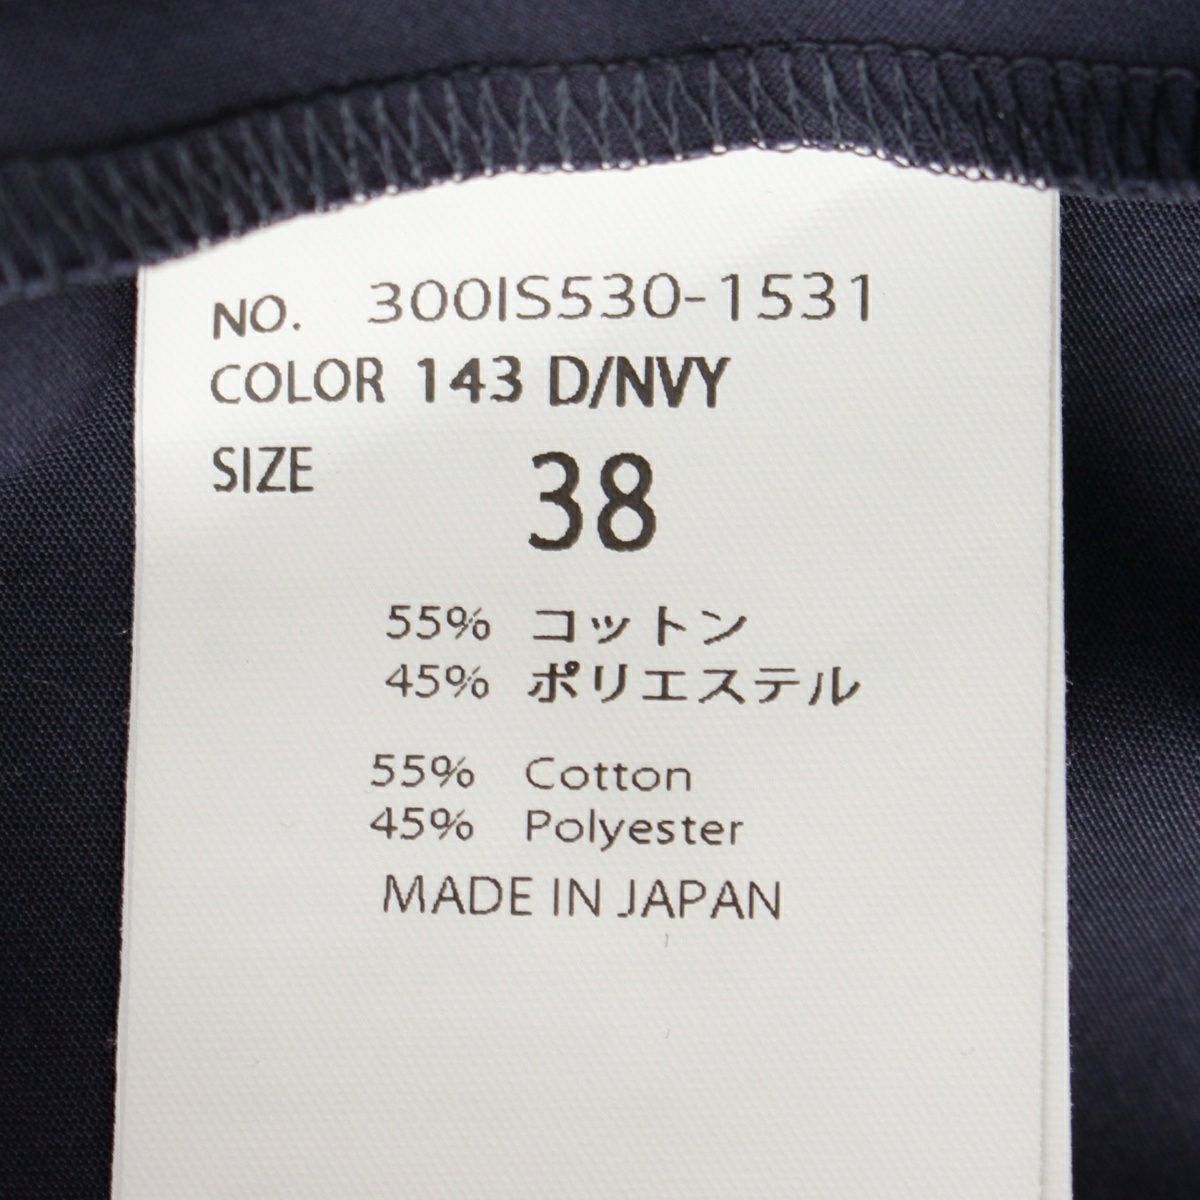 NO. 300IS530-1531
COLOR 143 D/NVY
SIZE 38
55% コットン
45% ポリエステル
55% Cotton
45% Polyester
MADE IN JAPAN